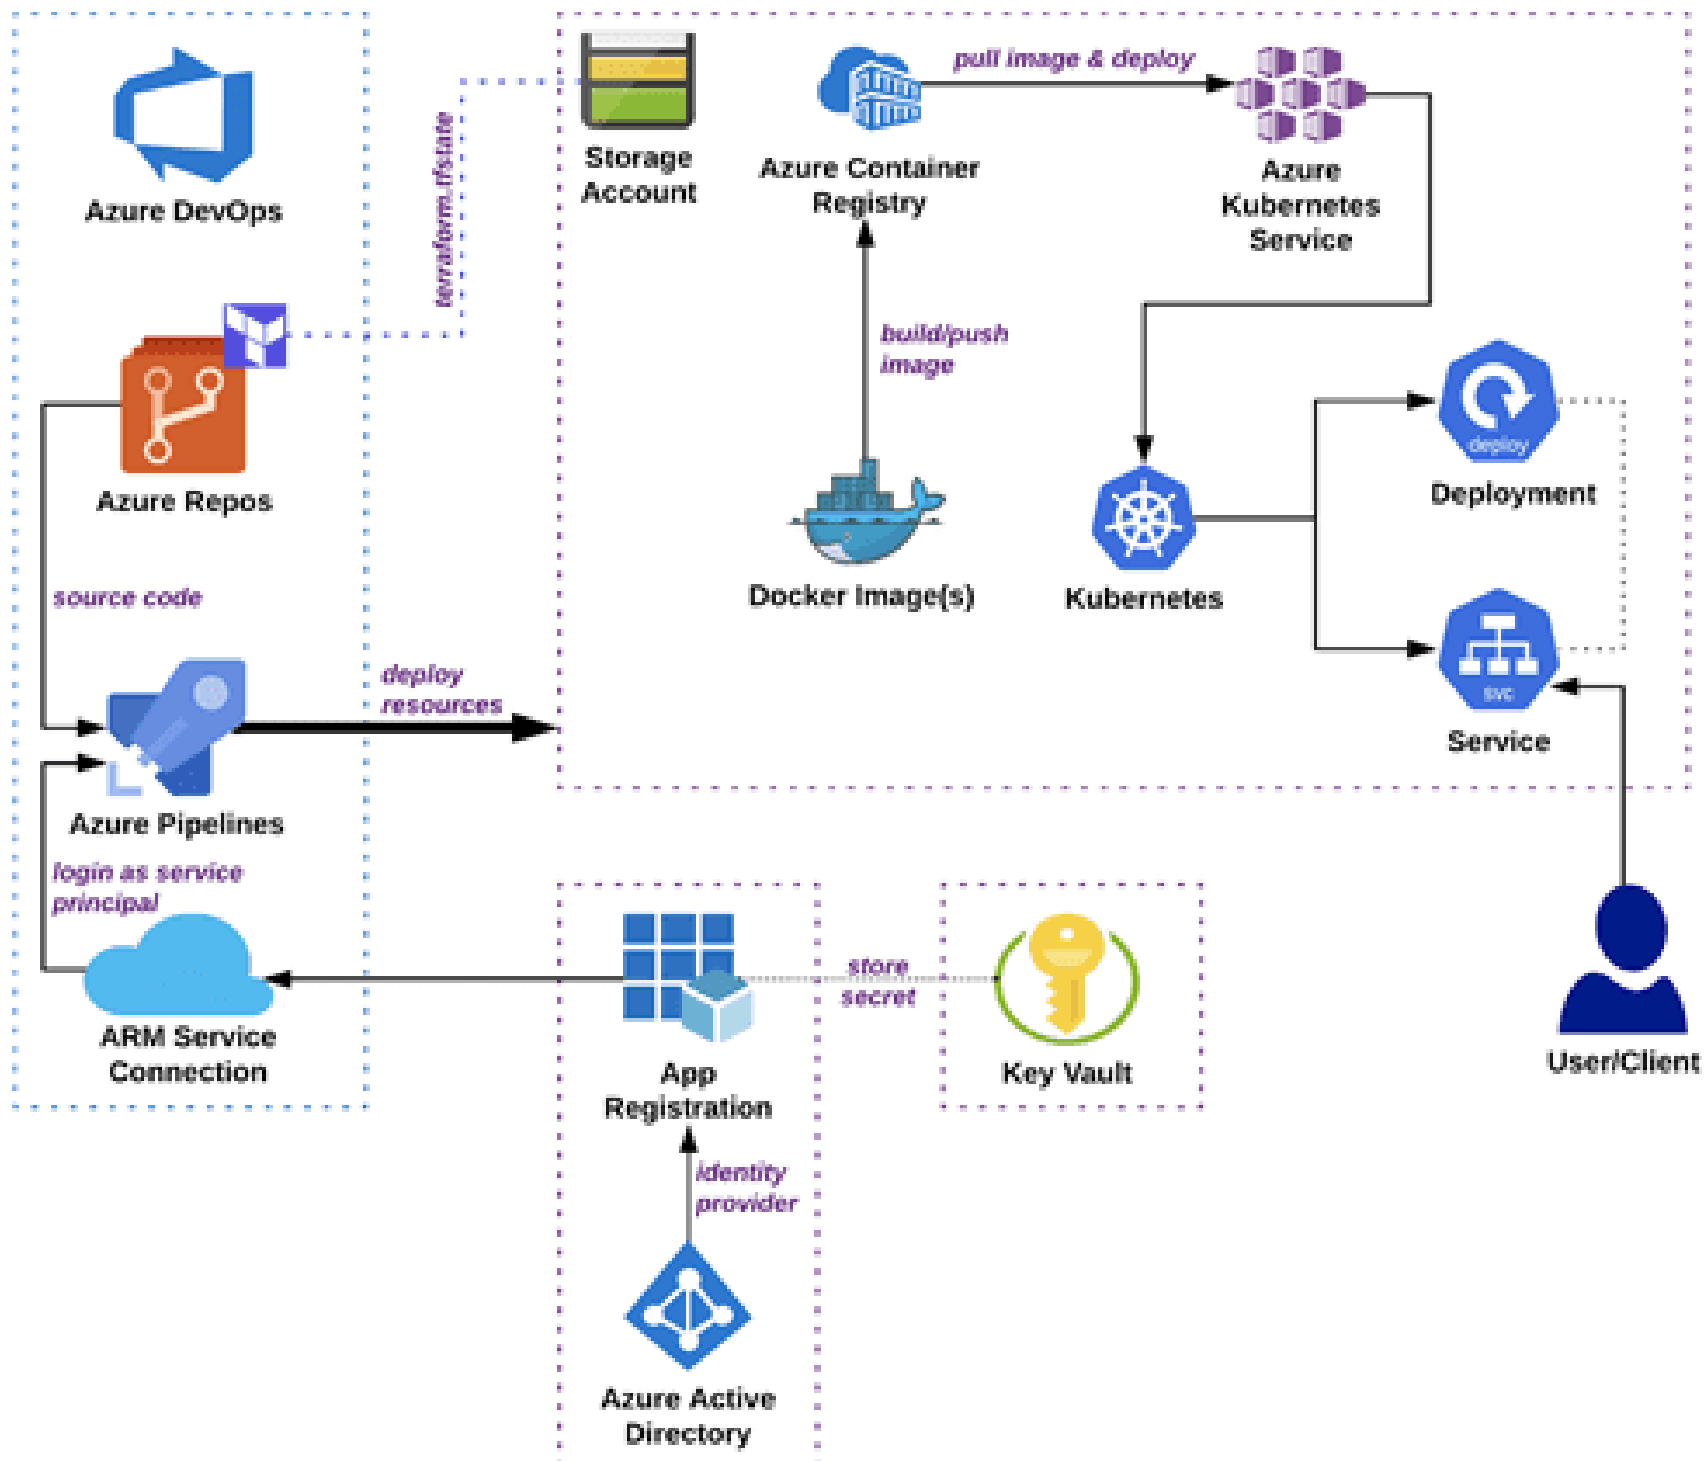 Azure DevOps
Azure Repos
source code
Azure Pipelines
login as service
principal
ARM Service
Connection
terraform.tfstate
deploy
resources
Storage
Account
Azure Container
Registry
pull image & deploy
Azure
Kubernetes
Service
build/push
image
Docker Image(s)
Kubernetes
deploy
Deployment
svc
Service
User/Client
App
Registration
store
secret
Key Vault
identity
provider
Azure Active
Directory